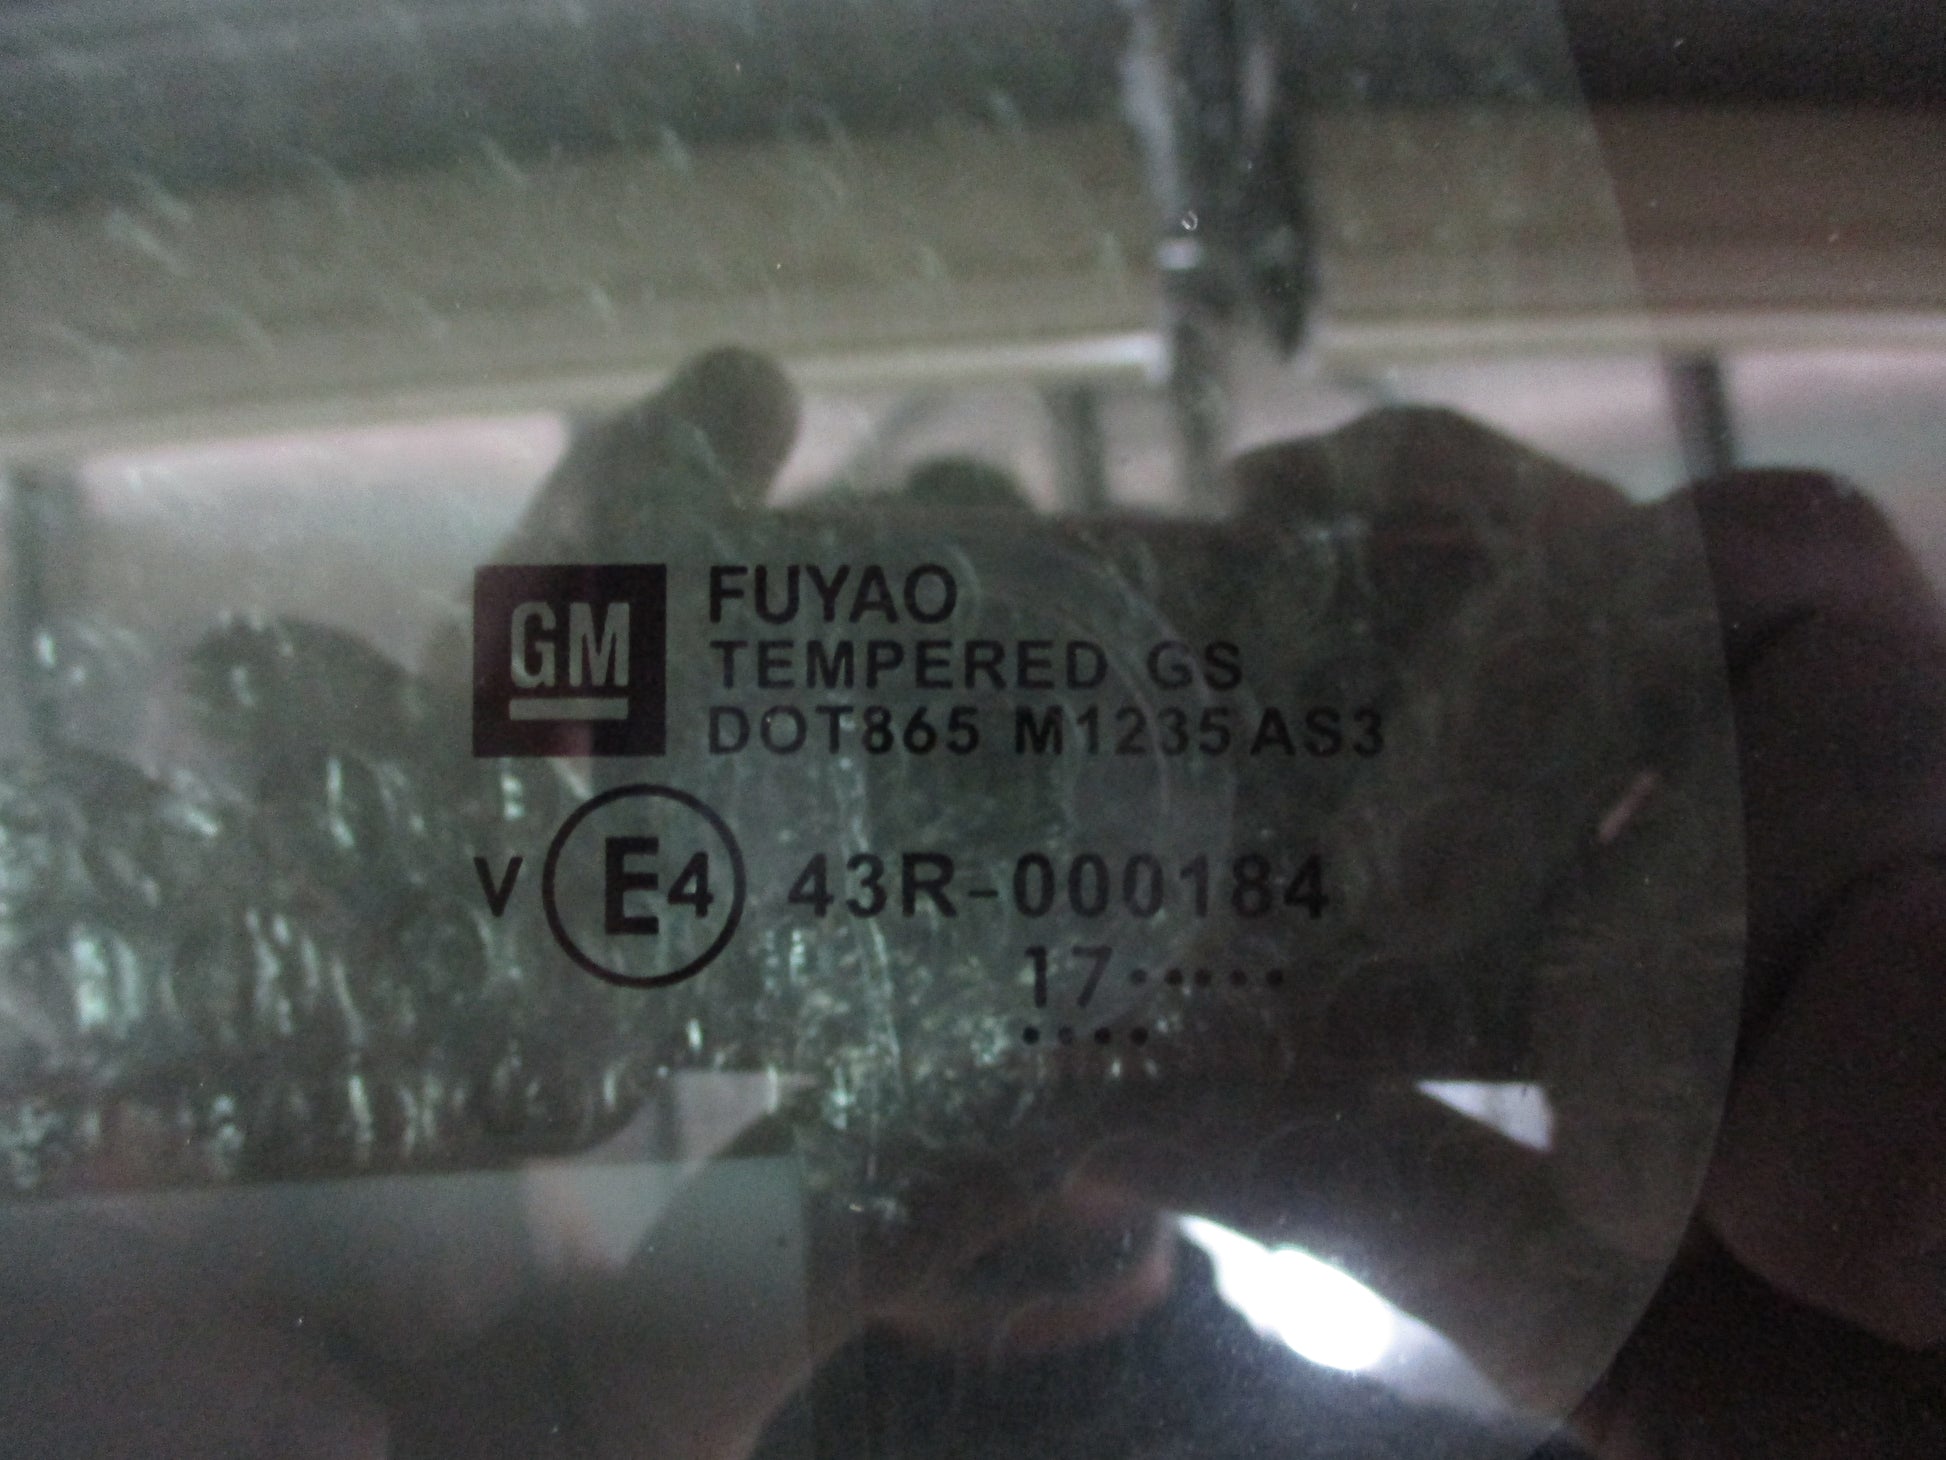 GM
FUYAO
TEMPERED GS
DOT865 M1235 AS3
V E4 43R-000184
17·····
····